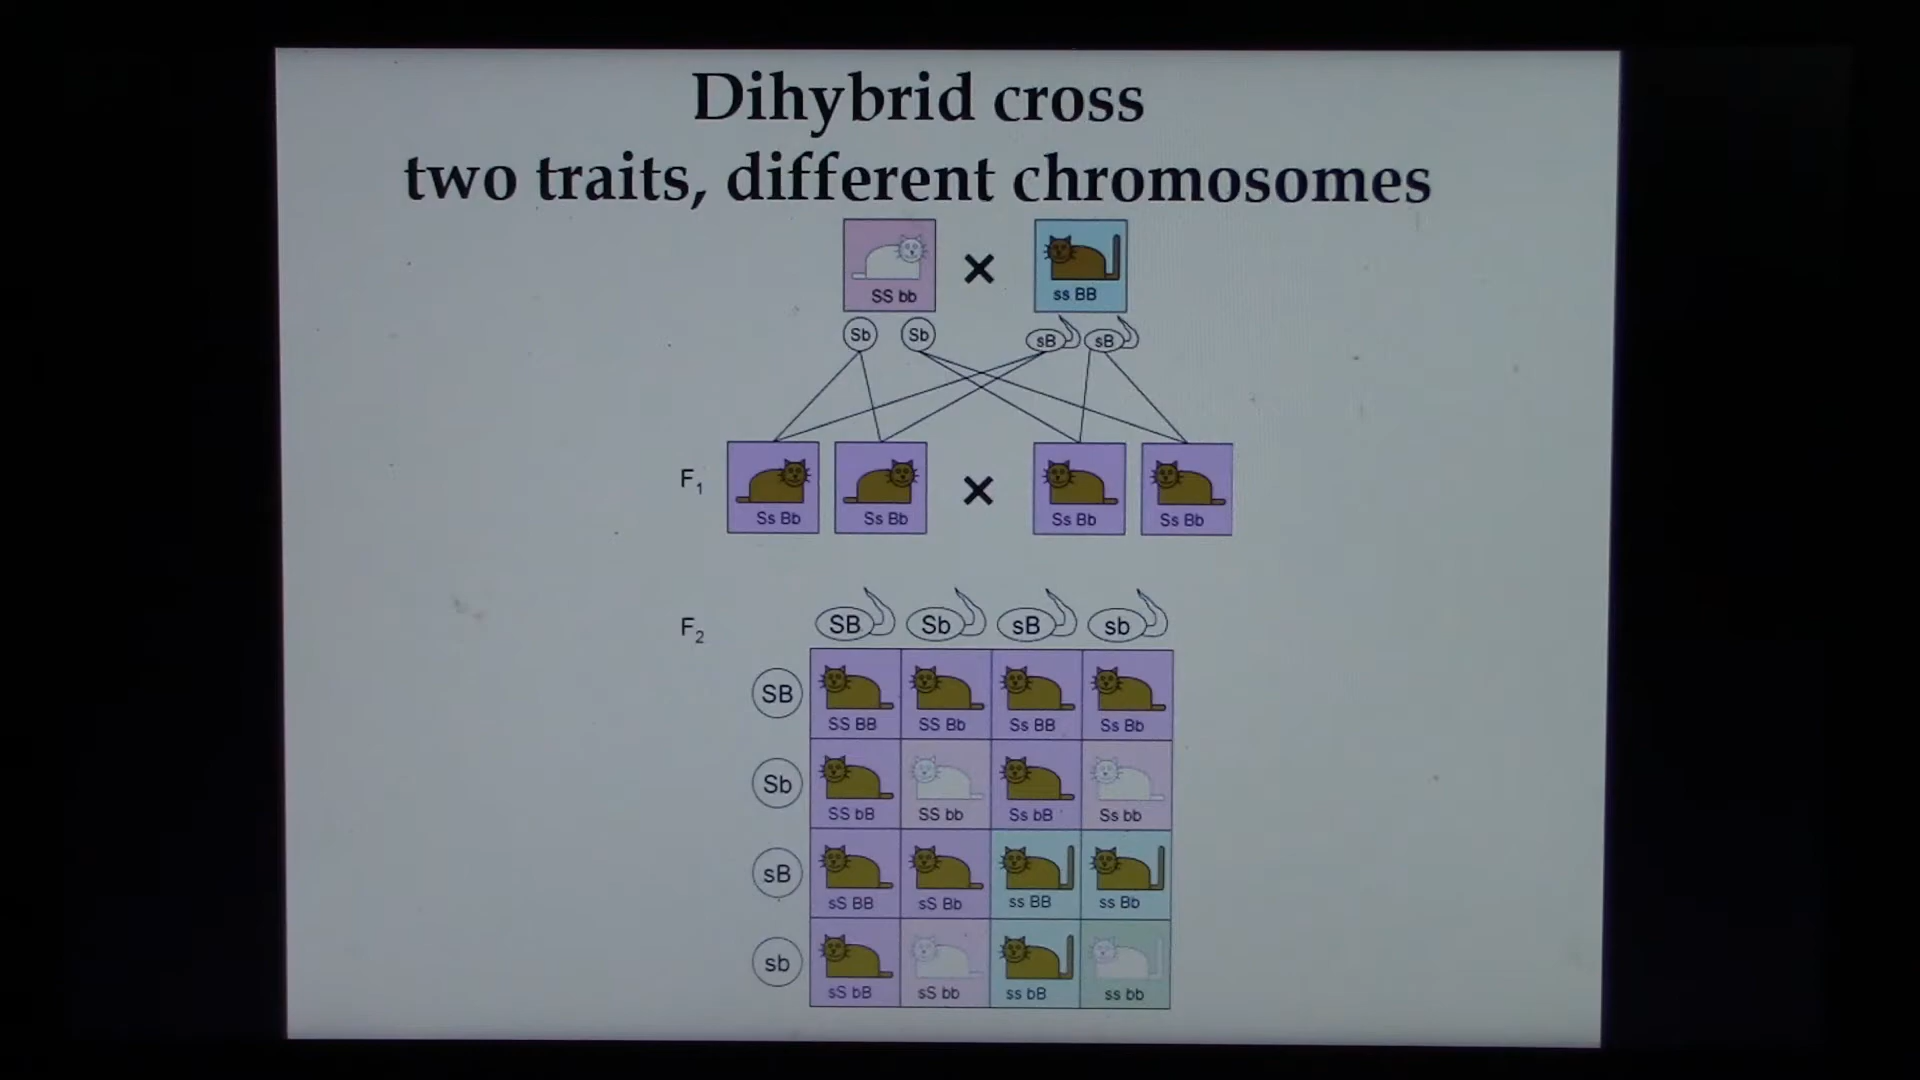 Dihybrid cross
two traits, different chromosomes
SS bb
ss BB
Sb Sb sB sB
F1
Ss Bb Ss Bb Ss Bb Ss Bb
F2
SB Sb sB sb
SB
SS BB SS Bb Ss BB Ss Bb
Sb
SS bB SS bb Ss bB Ss bb
sB
sS BB sS Bb ss BB ss Bb
sb
sS bB sS bb ss bB ss bb